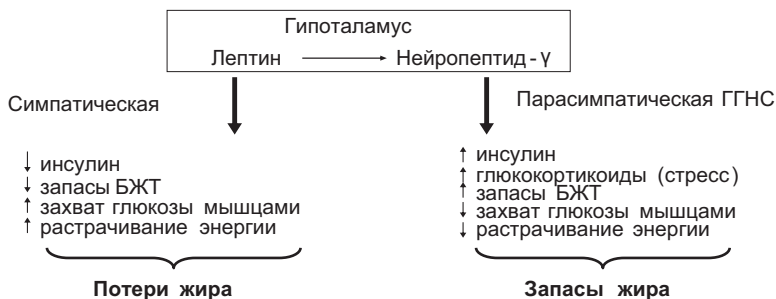 Гипоталамус
Лептин → Нейропептид-γ
Симпатическая
Парасимпатическая ГГНС
↓ инсулин
↓ запасы БЖТ
↑ захват глюкозы мышцами
↑ растрачивание энергии
Потери жира
↑ инсулин
↑ глюкокортикоиды (стресс)
↑ запасы БЖТ
↓ захват глюкозы мышцами
↓ растрачивание энергии
Запасы жира